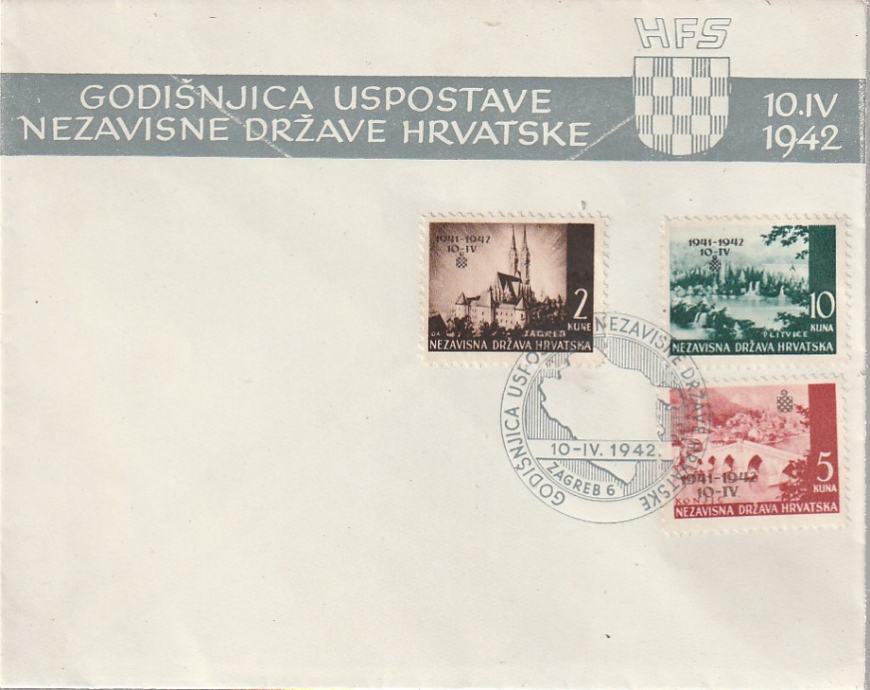 HFS
GODIŠNJICA USPOSTAVE
NEZAVISNE DRŽAVE HRVATSKE
10.IV
1942
1941-1942
10-IV
2
KUNE
ZAGREB
NEZAVISNA DRŽAVA HRVATSKA
1941-1942
10-IV
10
KUNA
PLITVICE
NEZAVISNA DRŽAVA HRVATSKA
5
KUNA
1941-1942
10-IV
KONJIC
NEZAVISNA DRŽAVA HRVATSKA
GODIŠNJICA USPOSTAVE NEZAVISNE DRŽAVE HRVATSKE
10-IV. 1942.
ZAGREB 6